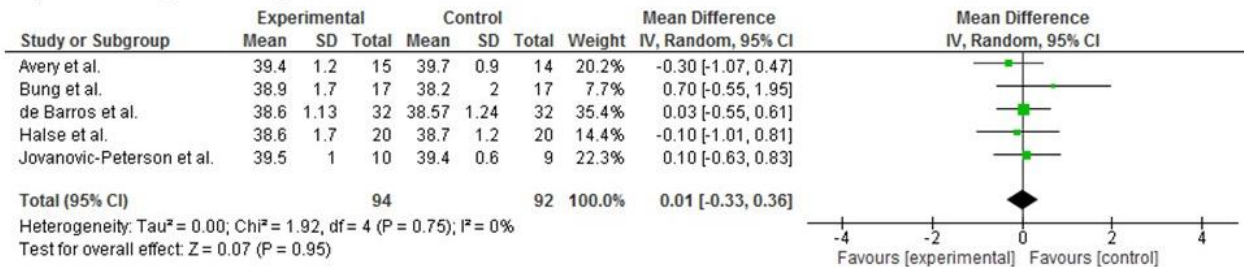 Experimental Control Mean Difference Mean Difference
Study or Subgroup Mean SD Total Mean SD Total Weight IV, Random, 95% CI IV, Random, 95% CI
Avery et al. 39.4 1.2 15 39.7 0.9 14 20.2% -0.30 [-1.07, 0.47]
Bung et al. 38.9 1.7 17 38.2 2 17 7.7% 0.70 [-0.55, 1.95]
de Barros et al. 38.6 1.13 32 38.57 1.24 32 35.4% 0.03 [-0.55, 0.61]
Halse et al. 38.6 1.7 20 38.7 1.2 20 14.4% -0.10 [-1.01, 0.81]
Jovanovic-Peterson et al. 39.5 1 10 39.4 0.6 9 22.3% 0.10 [-0.63, 0.83]
Total (95% CI) 94 92 100.0% 0.01 [-0.33, 0.36]
Heterogeneity: Tau² = 0.00; Chi² = 1.92, df = 4 (P = 0.75); I² = 0%
Test for overall effect: Z = 0.07 (P = 0.95)
-4 -2 0 2 4
Favours [experimental] Favours [control]